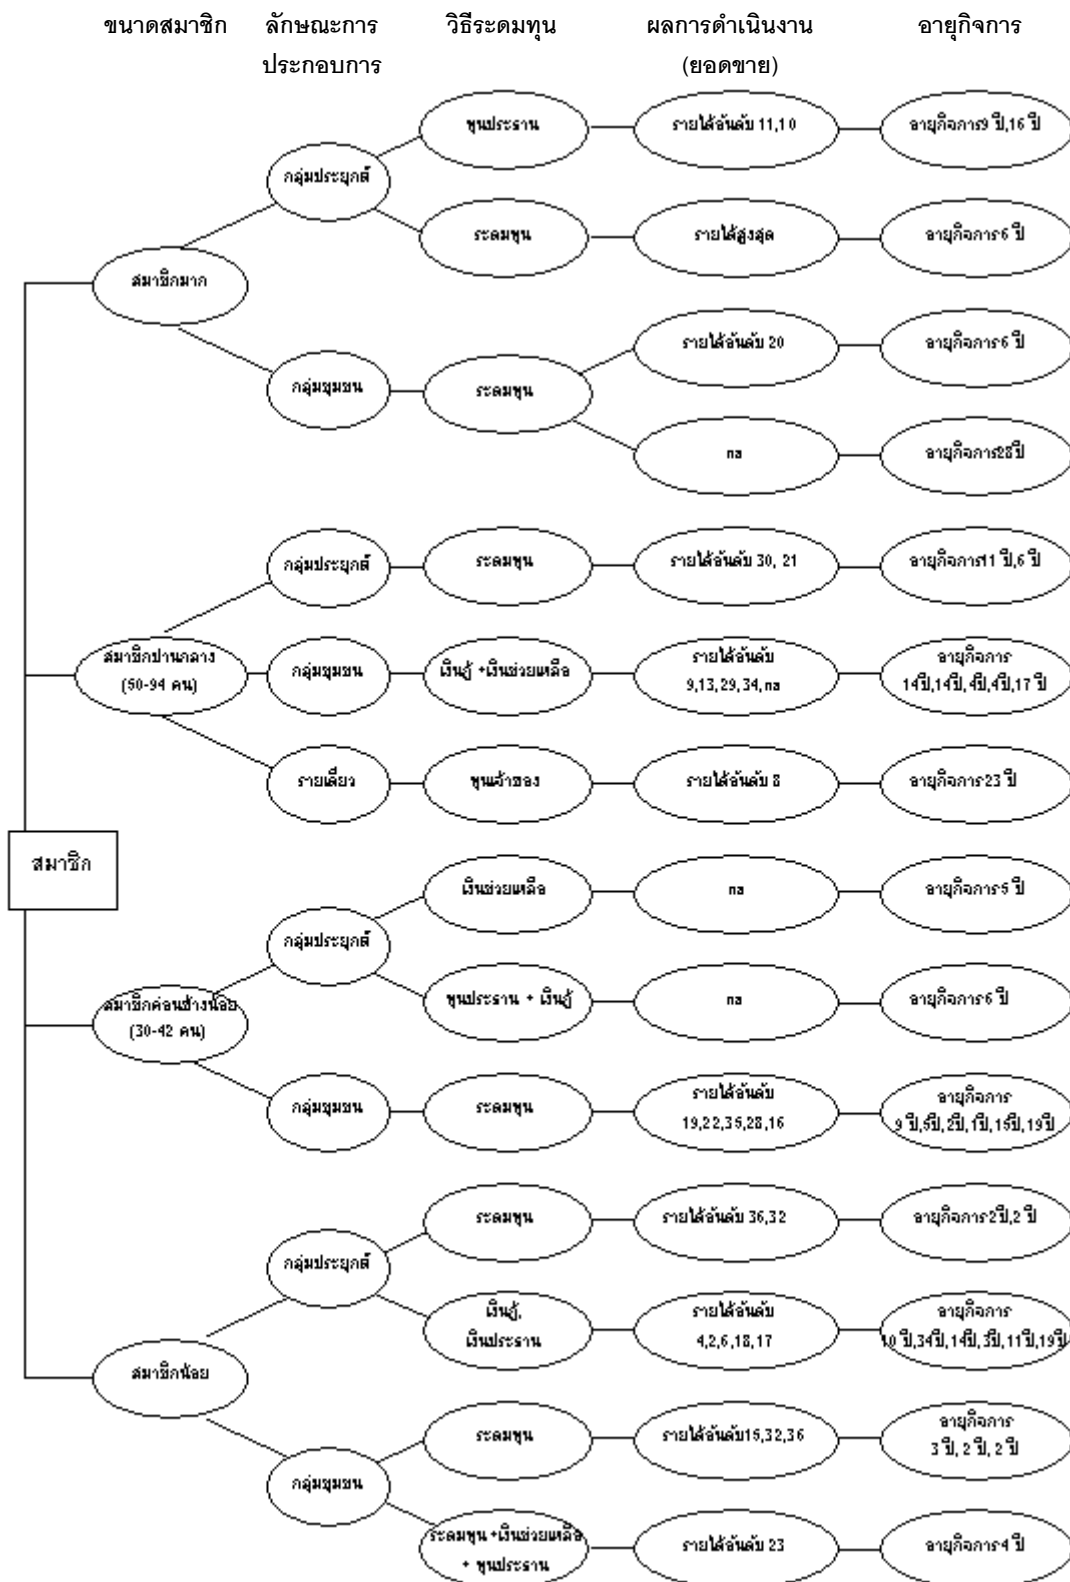 ขนาดสมาชิก ลักษณะการ วิธีระดมทุน ผลการดำเนินงาน อายุกิจการ
ประกอบการ (ยอดขาย)
ทุนประธาน รายได้อันดับ 11,10 อายุกิจการ9 ปี,16 ปี
กลุ่มประยุกต์
ระดมทุน รายได้สูงสุด อายุกิจการ6 ปี
สมาชิกมาก
รายได้อันดับ 20 อายุกิจการ6 ปี
กลุ่มชุมชน ระดมทุน
na อายุกิจการ28ปี
กลุ่มประยุกต์ ระดมทุน รายได้อันดับ 30, 21 อายุกิจการ11 ปี,6 ปี
สมาชิกปานกลาง กลุ่มชุมชน เงินกู้ +เงินช่วยเหลือ รายได้อันดับ อายุกิจการ
(50-94 คน) 9,13,29,34,na 14ปี,14ปี,4ปี,4ปี,17 ปี
รายเดียว ทุนเจ้าของ รายได้อันดับ 8 อายุกิจการ23 ปี
สมาชิก
เงินช่วยเหลือ na อายุกิจการ5 ปี
กลุ่มประยุกต์
สมาชิกค่อนข้างน้อย ทุนประธาน + เงินกู้ na อายุกิจการ6 ปี
(30-42 คน)
กลุ่มชุมชน ระดมทุน รายได้อันดับ อายุกิจการ
19,22,35,28,16 9 ปี,5ปี,2ปี,1ปี,15ปี,19ปี
ระดมทุน รายได้อันดับ 36,32 อายุกิจการ2ปี,2 ปี
กลุ่มประยุกต์
เงินกู้, รายได้อันดับ อายุกิจการ
เงินประธาน 4,2,6,18,17 10 ปี,34ปี,14ปี,3ปี,11ปี,19ปี
สมาชิกน้อย
ระดมทุน รายได้อันดับ15,32,36 อายุกิจการ
3 ปี, 2 ปี, 2 ปี
กลุ่มชุมชน
ระดมทุน +เงินช่วยเหลือ รายได้อันดับ 23 อายุกิจการ4 ปี
+ ทุนประธาน